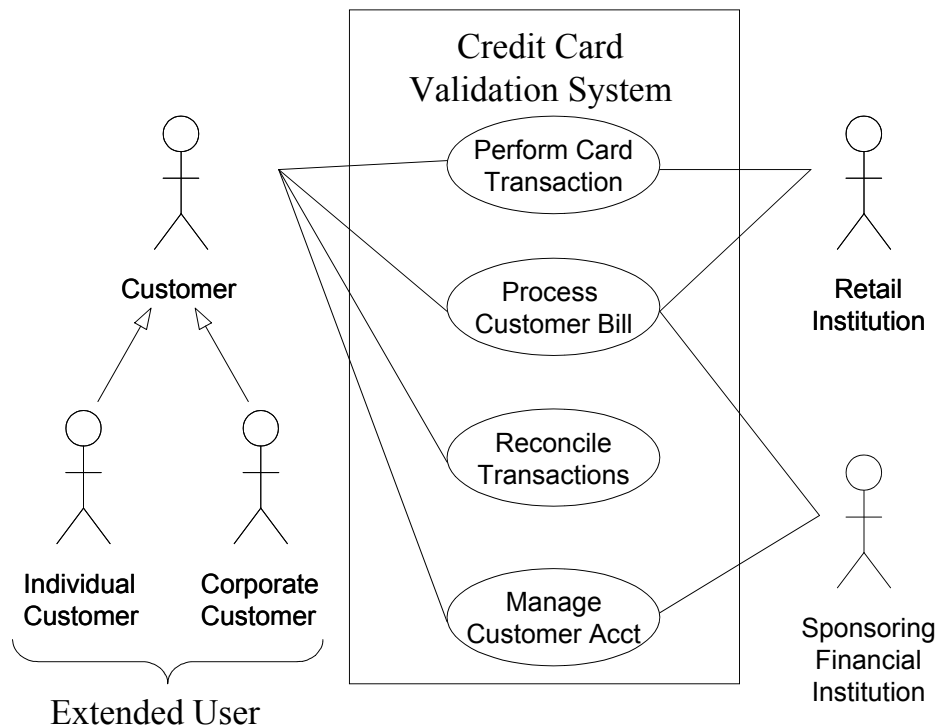 Credit Card
Validation System
Perform Card
Transaction
Customer
Process
Customer Bill
Retail
Institution
Reconcile
Transactions
Individual
Customer
Corporate
Customer
Manage
Customer Acct
Sponsoring
Financial
Institution
Extended User